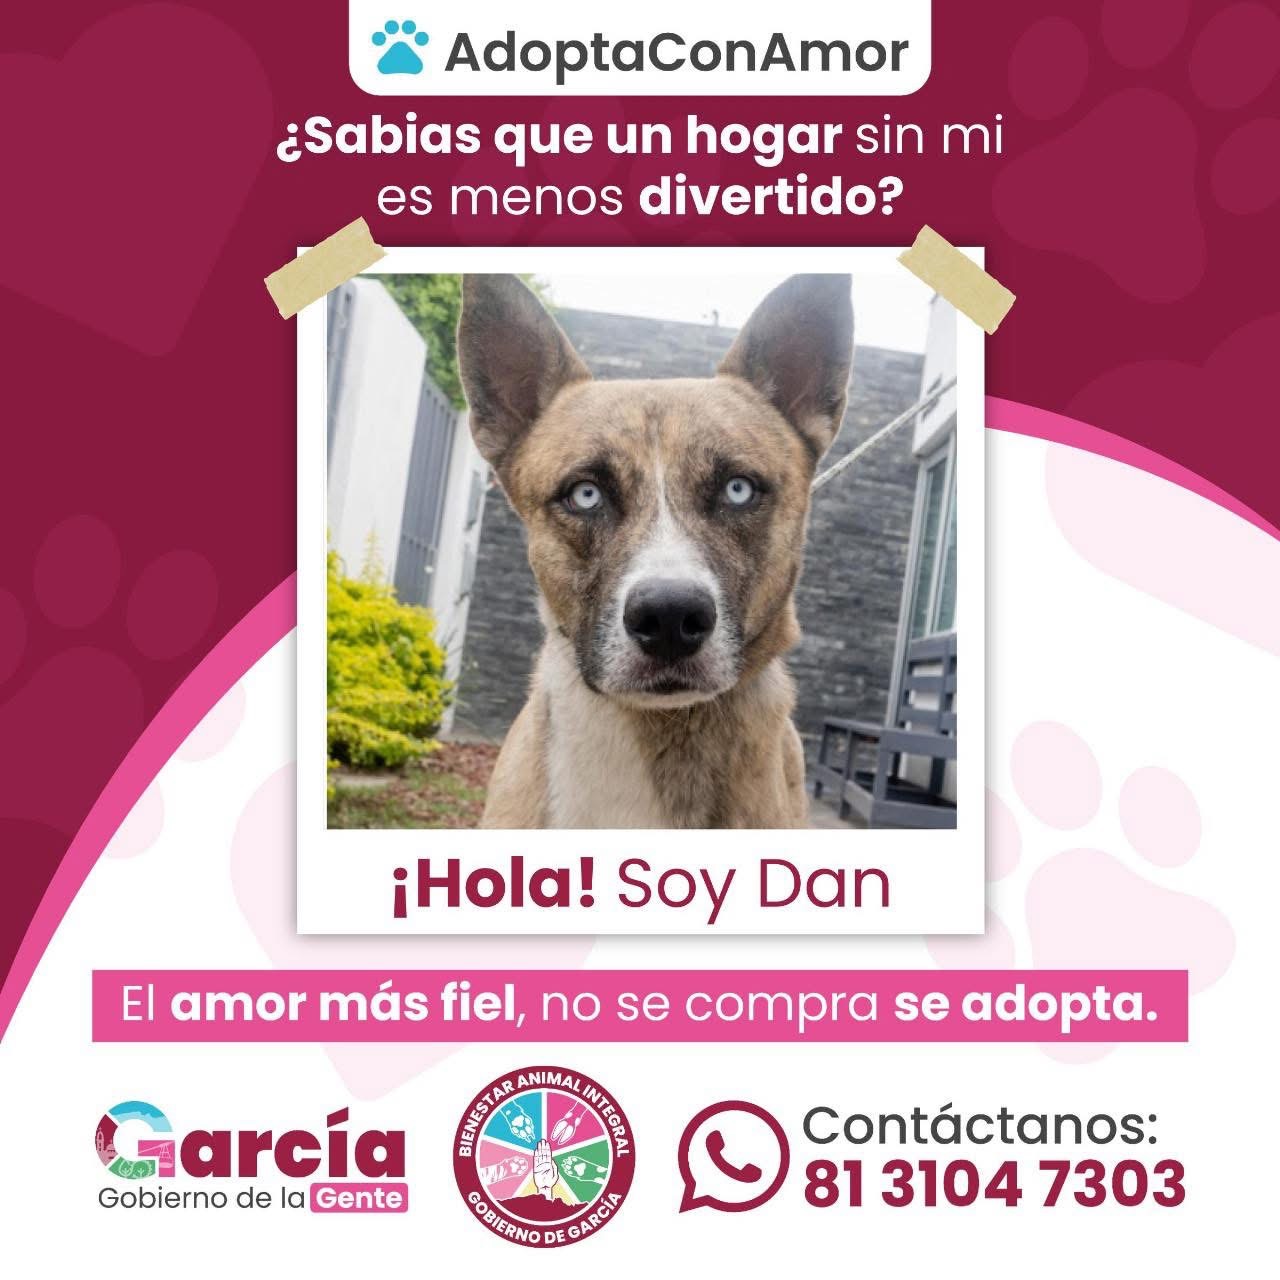 AdoptaConAmor
¿Sabias que un hogar sin mi
es menos divertido?
¡Hola! Soy Dan
El amor más fiel, no se compra se adopta.
García
Gobierno de la Gente
BIENESTAR ANIMAL INTEGRAL
GOBIERNO DE GARCÍA
Contáctanos:
81 3104 7303